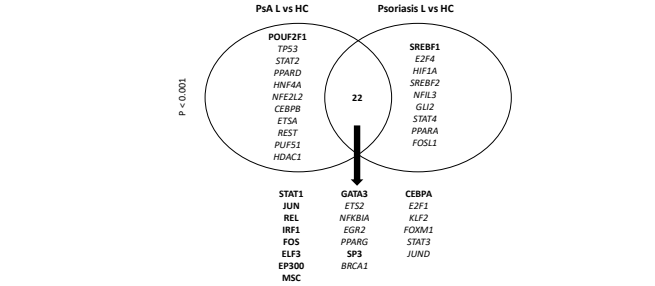 PsA L vs HC
Psoriasis L vs HC
P < 0.001
POUF2F1
TP53
STAT2
PPARD
HNF4A
NFE2L2
CEBPB
ETSA
REST
PUF51
HDAC1
22
SREBF1
E2F4
HIF1A
SREBF2
NFIL3
GLI2
STAT4
PPARA
FOSL1
STAT1
JUN
REL
IRF1
FOS
ELF3
EP300
MSC
GATA3
ETS2
NFKBIA
EGR2
PPARG
SP3
BRCA1
CEBPA
E2F1
KLF2
FOXM1
STAT3
JUND